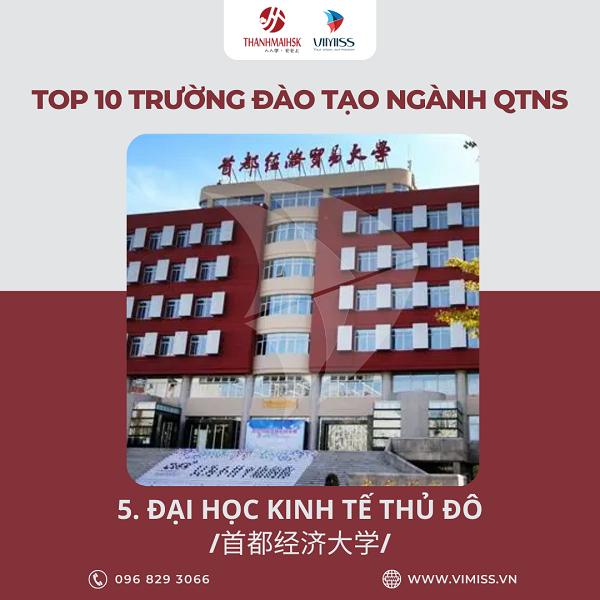 THANHMAIHSK
VIMISS
TOP 10 TRƯỜNG ĐÀO TẠO NGÀNH QTNS
首都经济贸易大学
5. ĐẠI HỌC KINH TẾ THỦ ĐÔ
/首都经济大学/
096 829 3066
WWW.VIMISS.VN